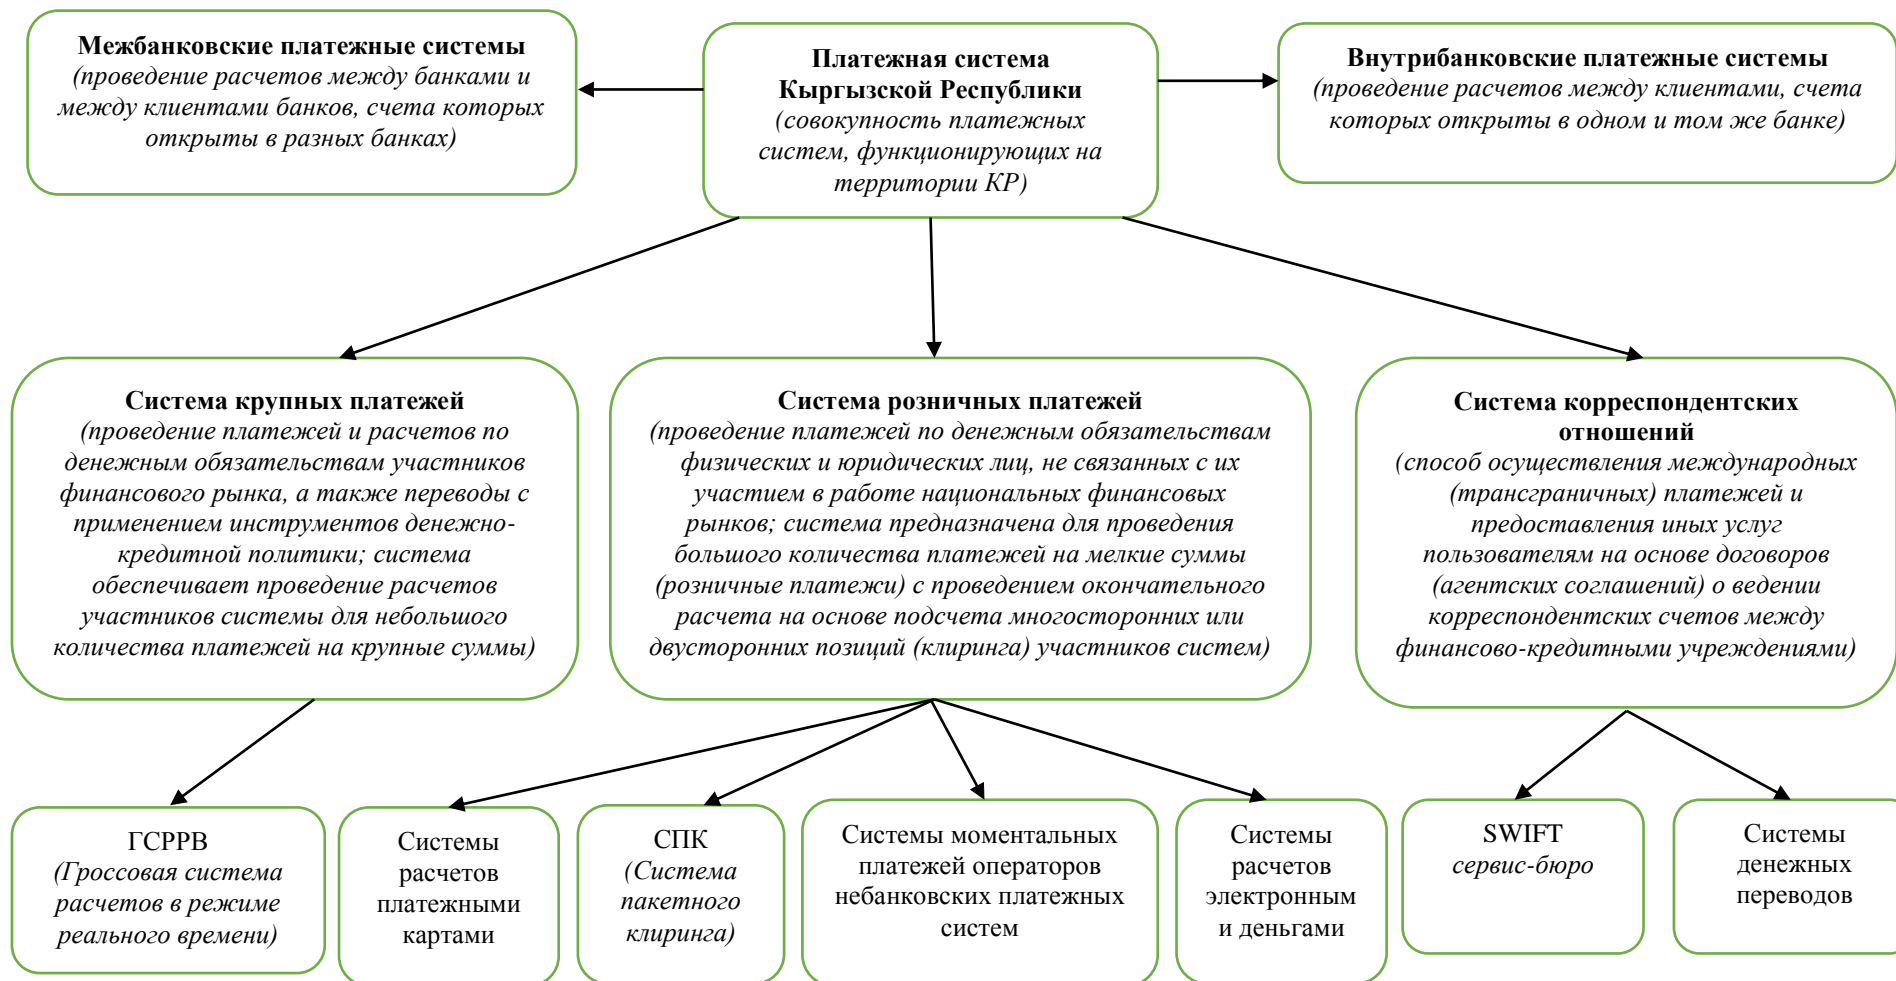 Межбанковские платежные системы
(проведение расчетов между банками и
между клиентами банков, счета которых
открыты в разных банках)
Платежная система
Кыргызской Республики
(совокупность платежных
систем, функционирующих на
территории КР)
Внутрибанковские платежные системы
(проведение расчетов между клиентами, счета
которых открыты в одном и том же банке)
Система крупных платежей
(проведение платежей и расчетов по
денежным обязательствам участников
финансового рынка, а также переводы с
применением инструментов денежно-
кредитной политики; система
обеспечивает проведение расчетов
участников системы для небольшого
количества платежей на крупные суммы)
Система розничных платежей
(проведение платежей по денежным обязательствам
физических и юридических лиц, не связанных с их
участием в работе национальных финансовых
рынков; система предназначена для проведения
большого количества платежей на мелкие суммы
(розничные платежи) с проведением окончательного
расчета на основе подсчета многосторонних или
двусторонних позиций (клиринга) участников систем)
Система корреспондентских
отношений
(способ осуществления международных
(трансграничных) платежей и
предоставления иных услуг
пользователям на основе договоров
(агентских соглашений) о ведении
корреспондентских счетов между
финансово-кредитными учреждениями)
ГСРРВ
(Гроссовая система
расчетов в режиме
реального времени)
Системы
расчетов
платежными
картами
СПК
(Система
пакетного
клиринга)
Системы моментальных
платежей операторов
небанковских платежных
систем
Системы
расчетов
электронным
и деньгами
SWIFT
сервис-бюро
Системы
денежных
переводов